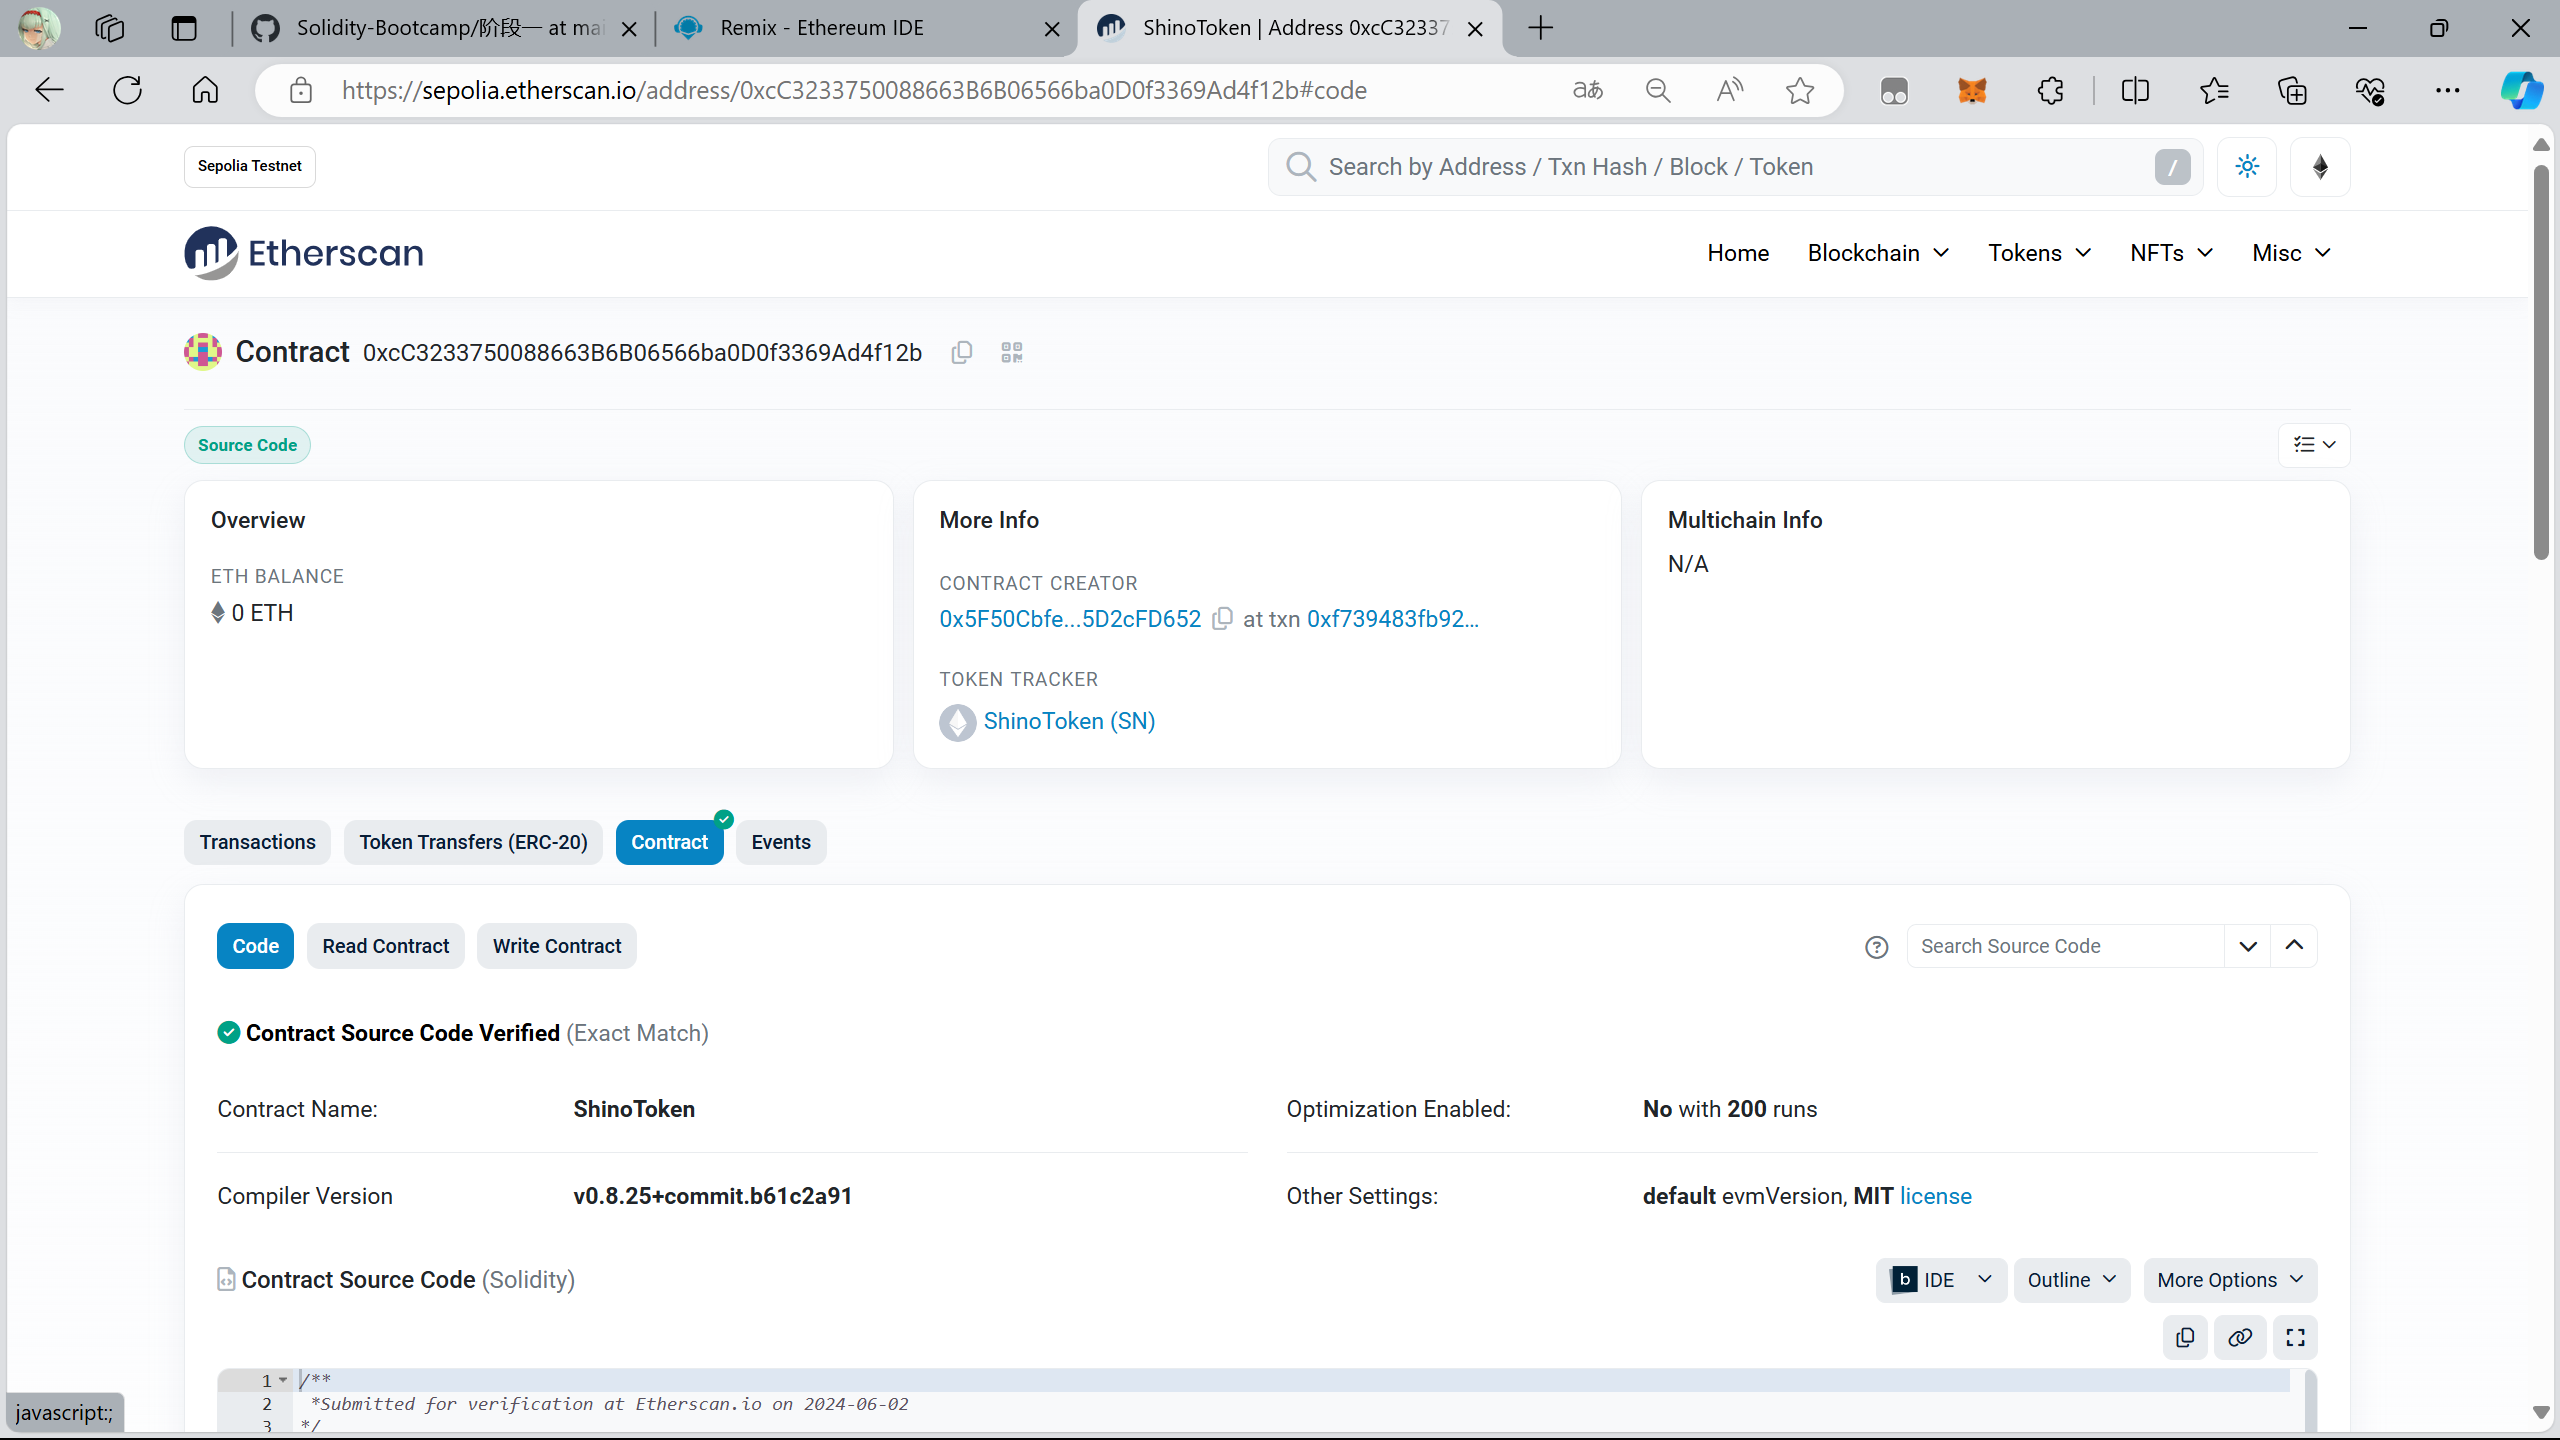 Solidity-Bootcamp/阶段一 at mai
Remix - Ethereum IDE
ShinoToken | Address 0xcC32337
https://sepolia.etherscan.io/address/0xcC3233750088663B6B06566ba0D0f3369Ad4f12b#code
Sepolia Testnet
Search by Address / Txn Hash / Block / Token
/
Etherscan
Home
Blockchain
Tokens
NFTs
Misc
Contract 0xcC3233750088663B6B06566ba0D0f3369Ad4f12b
Source Code
Overview
ETH BALANCE
0 ETH
More Info
CONTRACT CREATOR
0x5F50Cbfe...5D2cFD652 at txn 0xf739483fb92...
TOKEN TRACKER
ShinoToken (SN)
Multichain Info
N/A
Transactions
Token Transfers (ERC-20)
Contract
Events
Code
Read Contract
Write Contract
Search Source Code
Contract Source Code Verified (Exact Match)
Contract Name:
ShinoToken
Optimization Enabled:
No with 200 runs
Compiler Version
v0.8.25+commit.b61c2a91
Other Settings:
default evmVersion, MIT license
Contract Source Code (Solidity)
b IDE
Outline
More Options
1 /**
2 *Submitted for verification at Etherscan.io on 2024-06-02
3 */
javascript:;